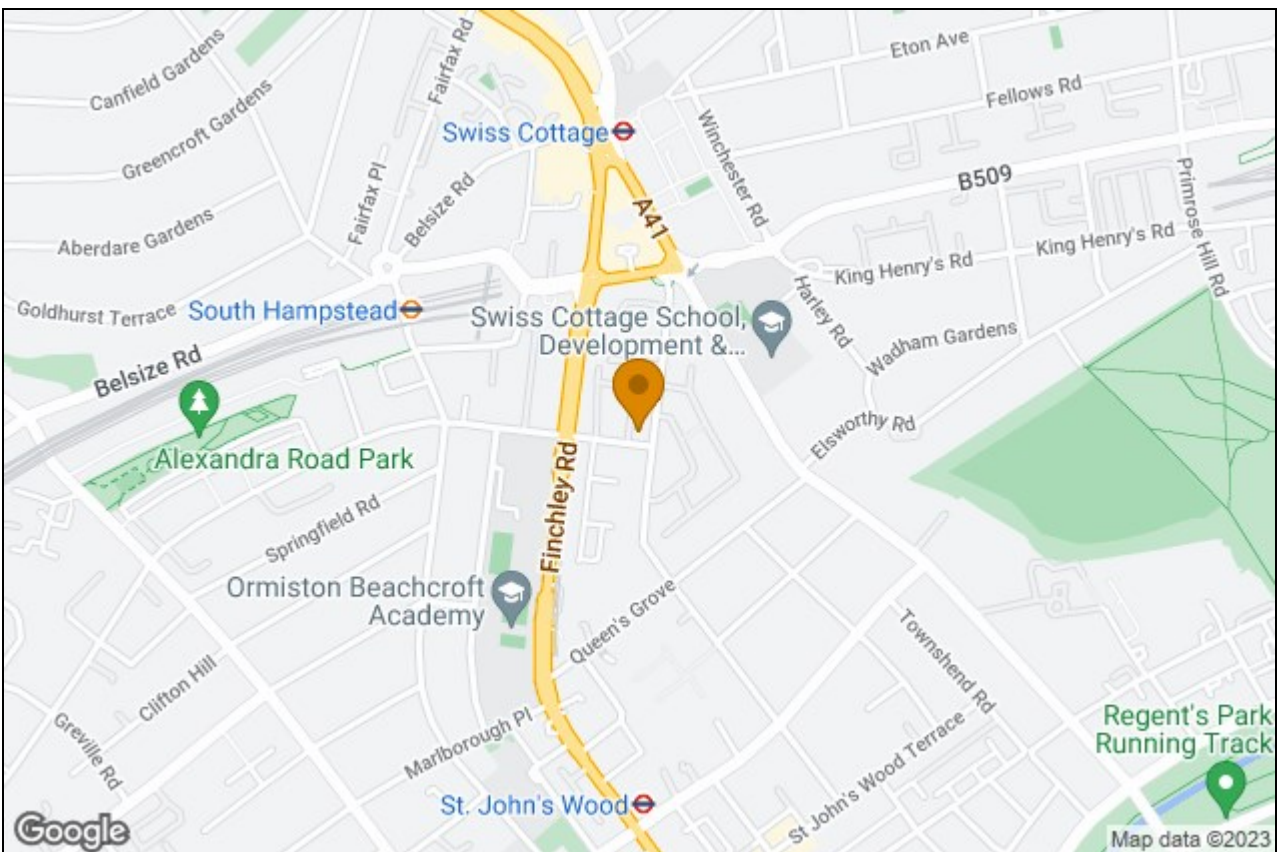 Canfield Gardens
Fairfax Rd
Eton Ave
Greencroft Gardens
Swiss Cottage
Winchester Rd
Fellows Rd
Fairfax Pl
Belsize Rd
A41
B509
Primrose Hill Rd
Aberdare Gardens
King Henry's Rd
King Henry's Rd
Goldhurst Terrace
South Hampstead
Swiss Cottage School,
Development &...
Harley Rd
Wadham Gardens
Belsize Rd
Elsworthy Rd
Alexandra Road Park
Finchley Rd
Springfield Rd
Ormiston Beachcroft
Academy
Queen's Grove
Townshend Rd
Clifton Hill
Greville Rd
Marlborough Pl
St John's Wood Terrace
Regent's Park
Running Track
St. John's Wood
Google
Map data ©2023